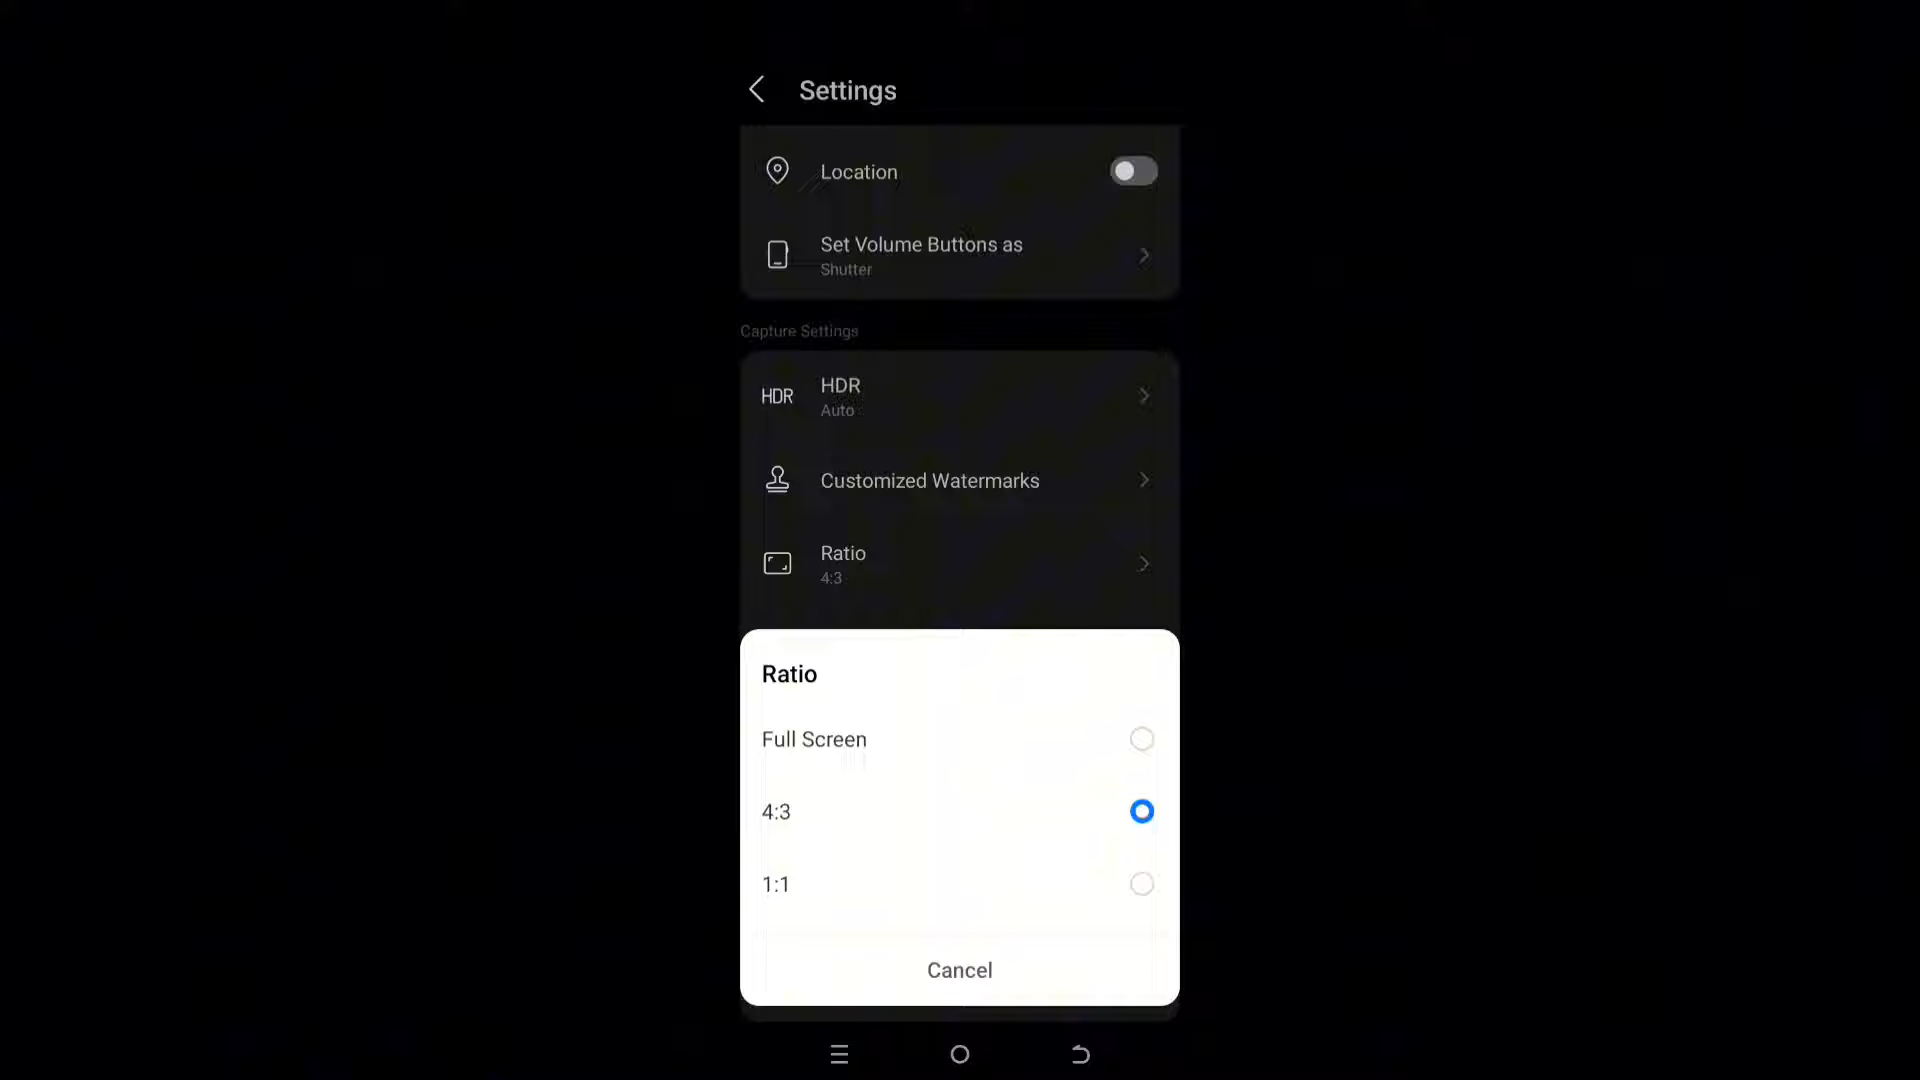 Settings
Location
Set Volume Buttons as
Shutter
Capture Settings
HDR
HDR
Auto
Customized Watermarks
Ratio
4:3
Ratio
Full Screen
4:3
1:1
Cancel